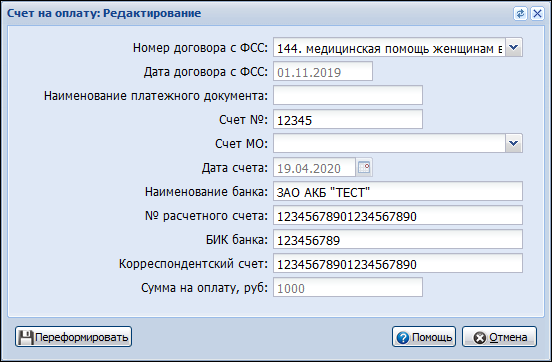 Счет на оплату: Редактирование
Номер договора с ФСС: 144. медицинская помощь женщинам в
Дата договора с ФСС: 01.11.2019
Наименование платежного документа:
Счет №: 12345
Счет МО:
Дата счета: 19.04.2020
Наименование банка: ЗАО АКБ "ТЕСТ"
№ расчетного счета: 12345678901234567890
БИК банка: 123456789
Корреспондентский счет: 12345678901234567890
Сумма на оплату, руб: 1000
Переформировать Помощь Отмена